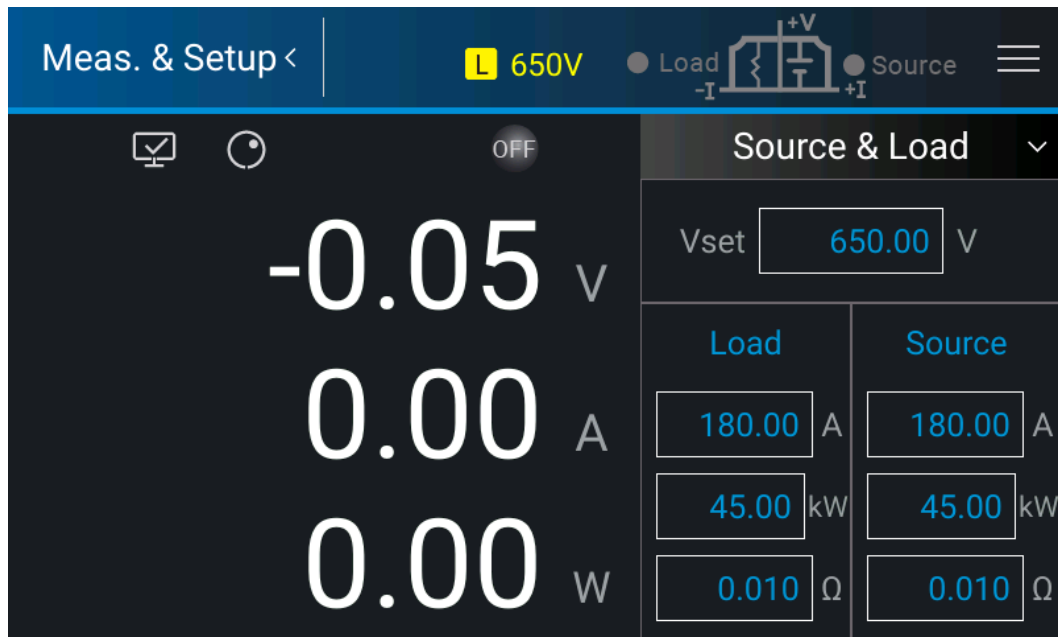 Meas. & Setup <
L 650V
Load
+V
-I
+I
Source
OFF
Source & Load
-0.05 V
0.00 A
0.00 W
Vset 650.00 V
Load Source
180.00 A 180.00 A
45.00 kW 45.00 kW
0.010 Ω 0.010 Ω